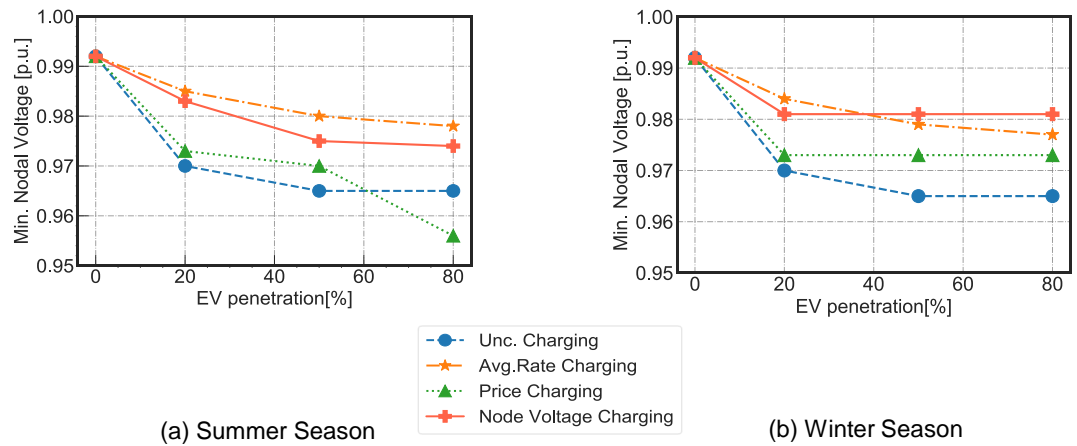 1.00
0.99
0.98
0.97
0.96
0.95
Min. Nodal Voltage [p.u.]
0
20
40
60
80
EV penetration[%]
(a) Summer Season
1.00
0.99
0.98
0.97
0.96
0.95
Min. Nodal Voltage [p.u.]
0
20
40
60
80
EV penetration[%]
(b) Winter Season
Unc. Charging
Avg.Rate Charging
Price Charging
Node Voltage Charging